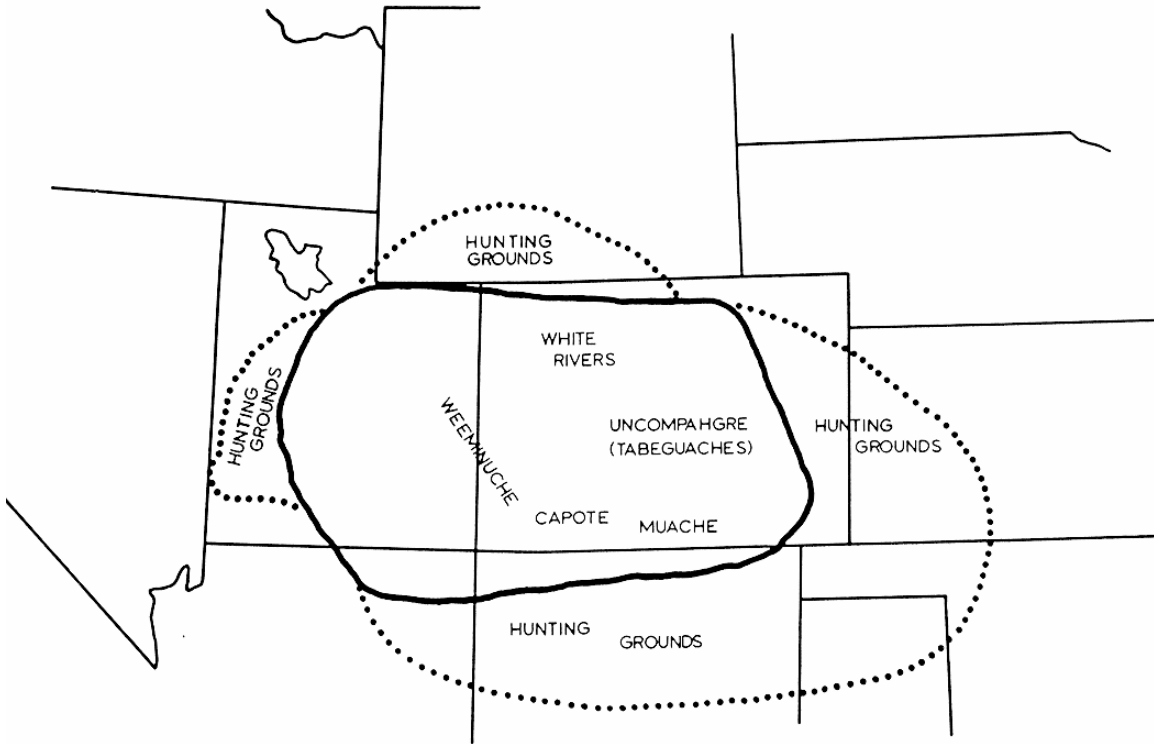 HUNTING
GROUNDS
WHITE
RIVERS
HUNTING
GROUNDS
WEEMINUCHE
UNCOMPAHGRE
(TABEGUACHES)
HUNTING
GROUNDS
CAPOTE
MUACHE
HUNTING
GROUNDS